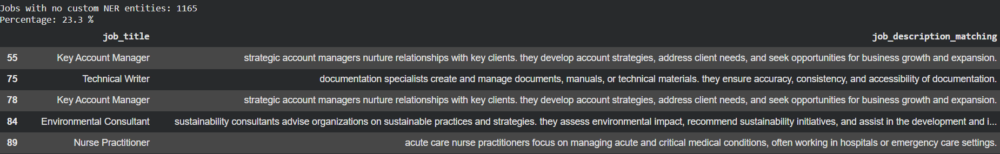 Jobs with no custom NER entities: 1165
Percentage: 23.3 %
job_title job_description_matching
55 Key Account Manager strategic account managers nurture relationships with key clients. they develop account strategies, address client needs, and seek opportunities for business growth and expansion.
75 Technical Writer documentation specialists create and manage documents, manuals, or technical materials. they ensure accuracy, consistency, and accessibility of documentation.
78 Key Account Manager strategic account managers nurture relationships with key clients. they develop account strategies, address client needs, and seek opportunities for business growth and expansion.
84 Environmental Consultant sustainability consultants advise organizations on sustainable practices and strategies. they assess environmental impact, recommend sustainability initiatives, and assist in the development and i...
89 Nurse Practitioner acute care nurse practitioners focus on managing acute and critical medical conditions, often working in hospitals or emergency care settings.